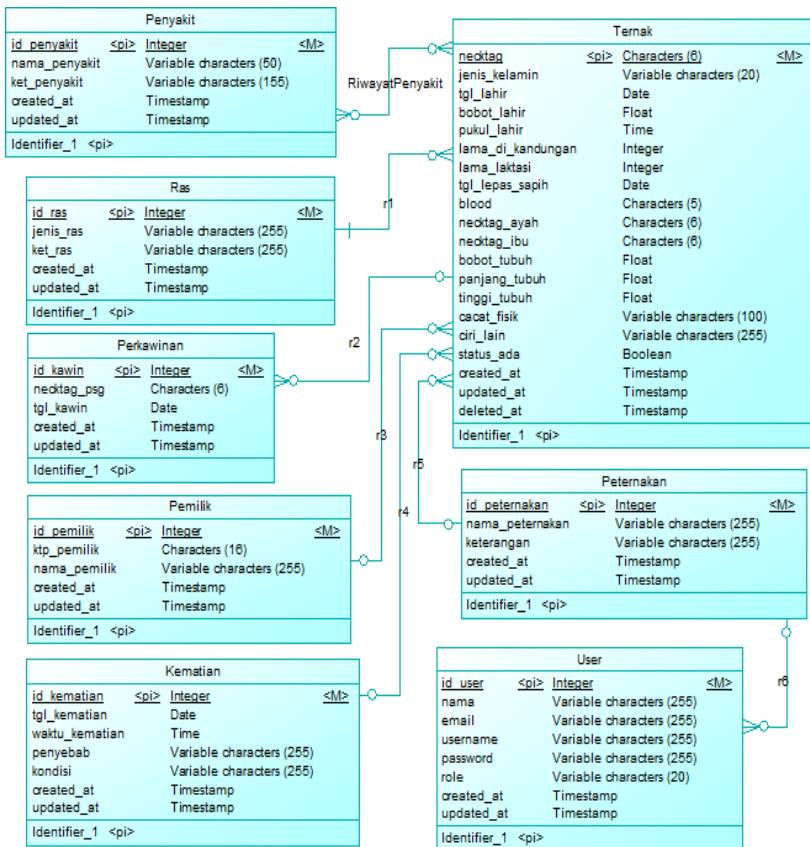 Penyakit
id_penyakit <pi> Integer <M>
nama_penyakit Variable characters (50)
ket_penyakit Variable characters (155)
created_at Timestamp
updated_at Timestamp
Identifier_1 <pi>
RiwayatPenyakit
Ternak
necktag <pi> Characters (6) <M>
jenis_kelamin Variable characters (20)
tgl_lahir Date
bobot_lahir Float
pukul_lahir Time
lama_di_kandungan Integer
lama_laktasi Integer
tgl_lepas_sapih Date
blood Characters (5)
necktag_ayah Characters (6)
necktag_ibu Characters (6)
bobot_tubuh Float
panjang_tubuh Float
tinggi_tubuh Float
cacat_fisik Variable characters (100)
ciri_lain Variable characters (255)
status_ada Boolean
created_at Timestamp
updated_at Timestamp
deleted_at Timestamp
Identifier_1 <pi>
Ras
id_ras <pi> Integer <M>
jenis_ras Variable characters (255)
ket_ras Variable characters (255)
created_at Timestamp
updated_at Timestamp
Identifier_1 <pi>
r1
Perkawinan
id_kawin <pi> Integer <M>
necktag_psg Characters (6)
tgl_kawin Date
created_at Timestamp
updated_at Timestamp
Identifier_1 <pi>
r2
r3
r5
r4
Pemilik
id_pemilik <pi> Integer <M>
ktp_pemilik Characters (16)
nama_pemilik Variable characters (255)
created_at Timestamp
updated_at Timestamp
Identifier_1 <pi>
Peternakan
id_peternakan <pi> Integer <M>
nama_peternakan Variable characters (255)
keterangan Variable characters (255)
created_at Timestamp
updated_at Timestamp
Identifier_1 <pi>
r6
Kematian
id_kematian <pi> Integer <M>
tgl_kematian Date
waktu_kematian Time
penyebab Variable characters (255)
kondisi Variable characters (255)
created_at Timestamp
updated_at Timestamp
Identifier_1 <pi>
User
id_user <pi> Integer <M>
nama Variable characters (255)
email Variable characters (255)
username Variable characters (255)
password Variable characters (255)
role Variable characters (20)
created_at Timestamp
updated_at Timestamp
Identifier_1 <pi>